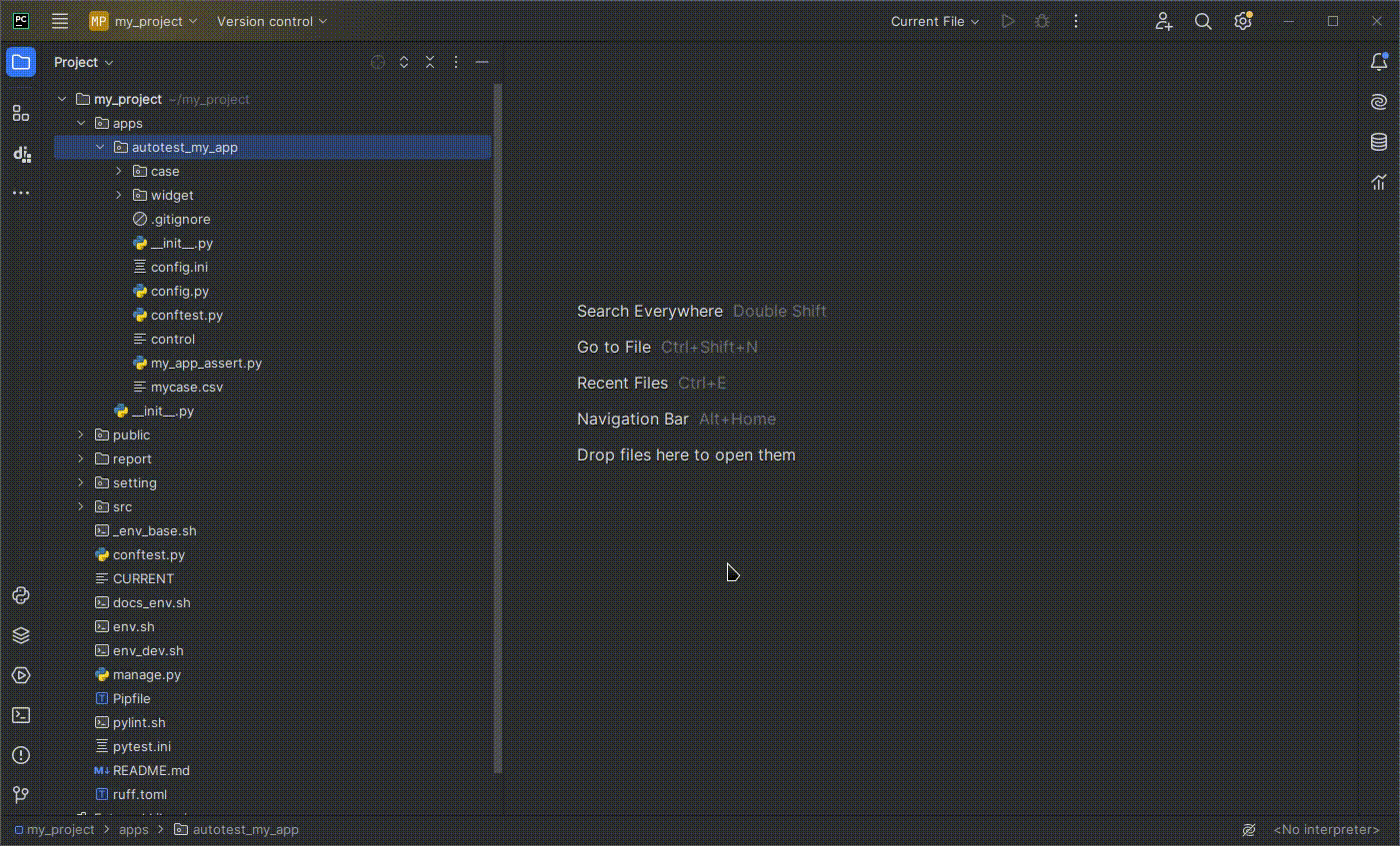 PC MP my_project Version control Current File
Project
my_project ~/my_project
apps
autotest_my_app
case
widget
.gitignore
__init__.py
config.ini
config.py
conftest.py
control
my_app_assert.py
mycase.csv
__init__.py
public
report
setting
src
_env_base.sh
conftest.py
CURRENT
docs_env.sh
env.sh
env_dev.sh
manage.py
Pipfile
pylint.sh
pytest.ini
M↓ README.md
ruff.toml
Search Everywhere Double Shift
Go to File Ctrl+Shift+N
Recent Files Ctrl+E
Navigation Bar Alt+Home
Drop files here to open them
my_project > apps > autotest_my_app <No interpreter>